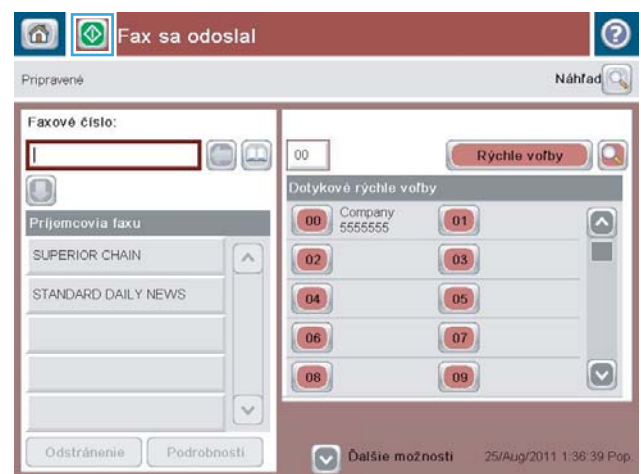 Fax sa odoslal
Pripravené
Náhľad
Faxové číslo:
00
Rýchle voľby
Dotykové rýchle voľby
Príjemcovia faxu
SUPERIOR CHAIN
STANDARD DAILY NEWS
00 Company 01
5555555
02 03
04 05
06 07
08 09
Odstránenie Podrobnosti
Ďalšie možnosti 25/Aug/2011 1:36:39 Pop.